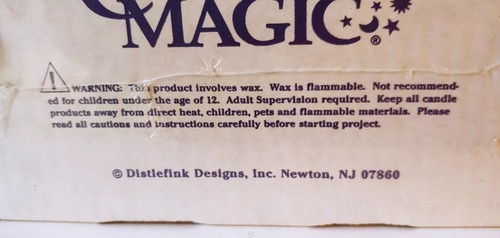 MAGIC ®
WARNING: This product involves wax. Wax is flammable. Not recommend-
ed for children under the age of 12. Adult Supervision required. Keep all candle
products away from direct heat, children, pets and flammable materials. Please
read all cautions and instructions carefully before starting project.
© Distlefink Designs, Inc. Newton, NJ 07860